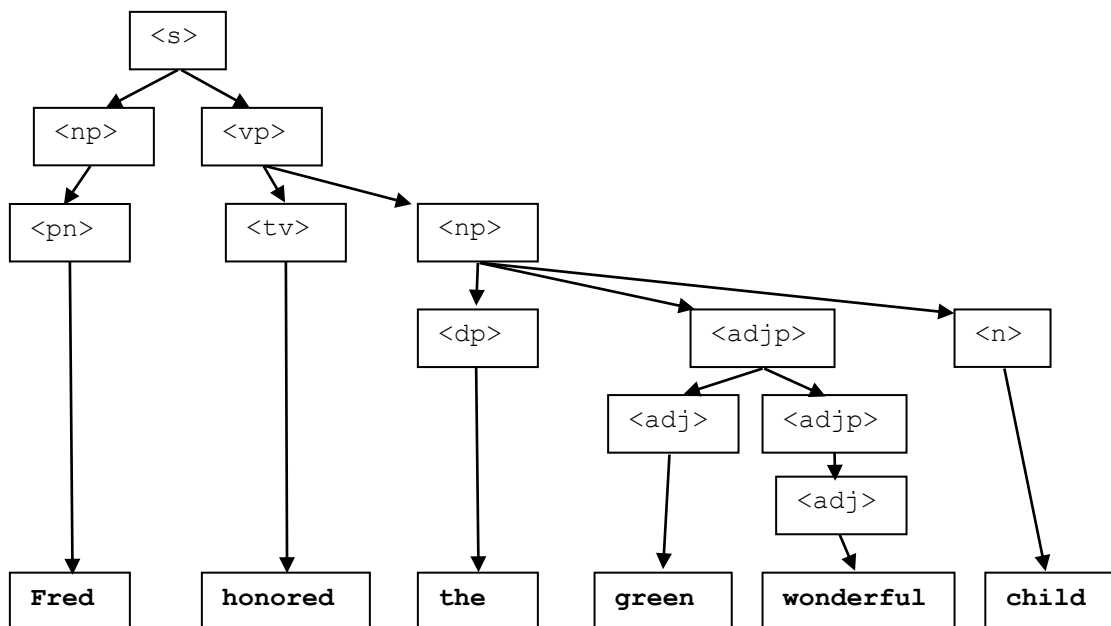 <s>
<np> <vp>
<pn> <tv> <np>
<dp> <adjp> <n>
<adj> <adjp>
<adj>
Fred honored the green wonderful child